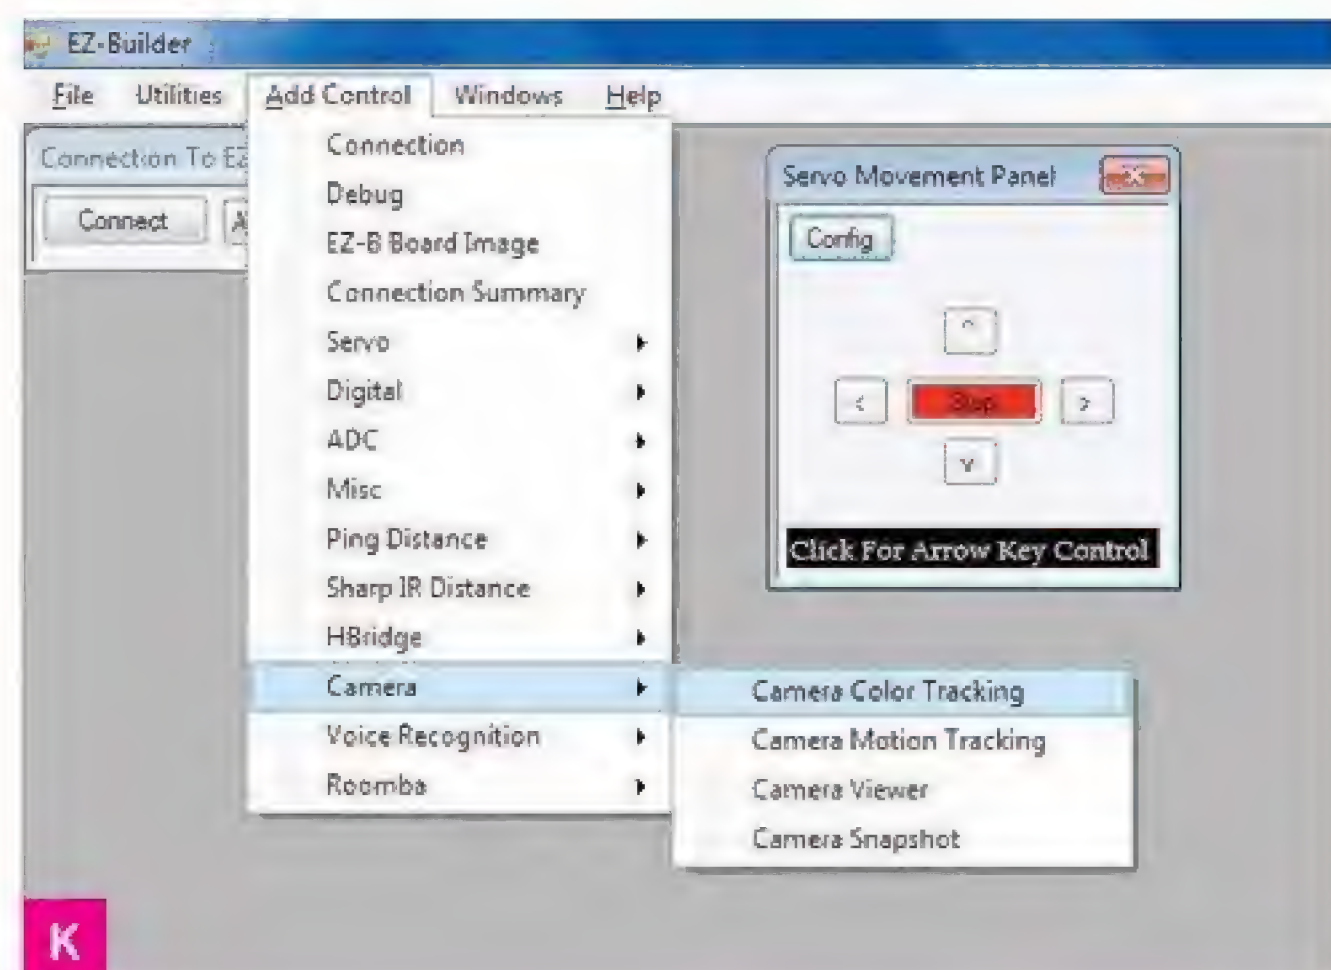 EZ-Builder
File Utilities Add Control Windows Help
Connection To EZ
Connect A
Connection
Debug
EZ-B Board Image
Connection Summary
Servo
Digital
ADC
Misc
Ping Distance
Sharp IR Distance
HBridge
Camera
Voice Recognition
Roomba
Camera Color Tracking
Camera Motion Tracking
Camera Viewer
Camera Snapshot
Servo Movement Panel
Config
^
< Stop >
v
Click For Arrow Key Control
K